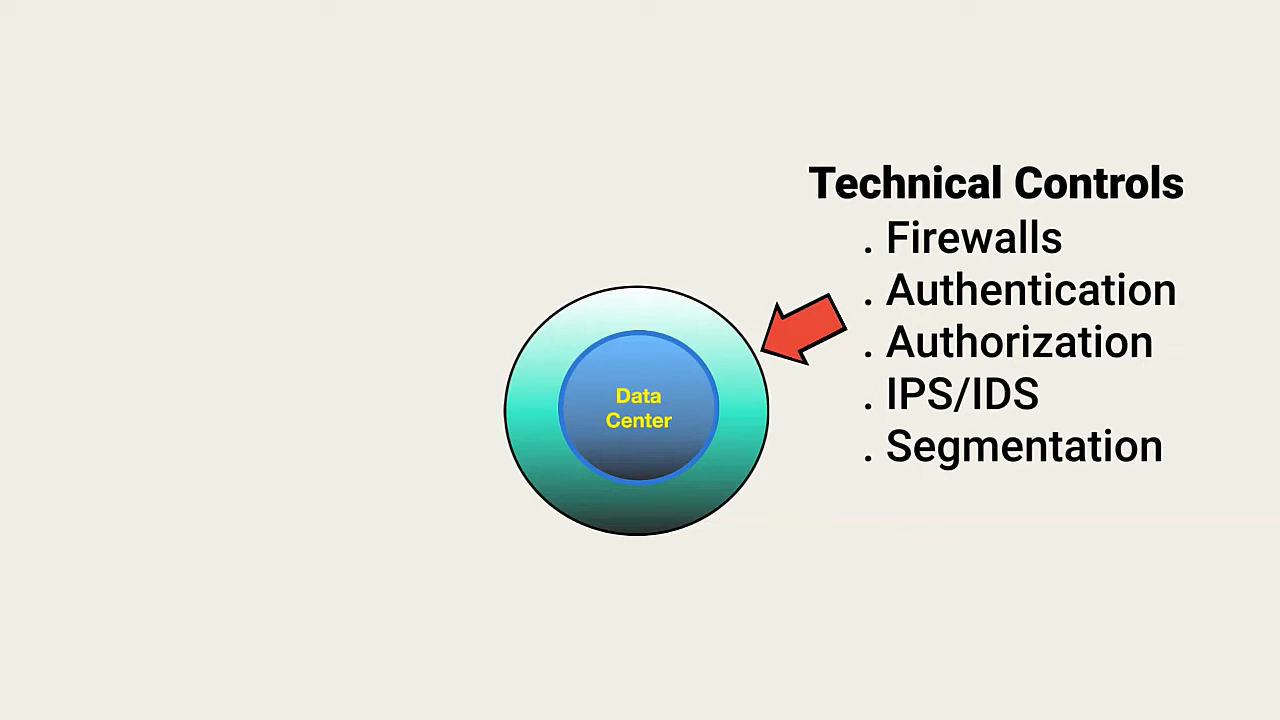 Technical Controls
. Firewalls
. Authentication
. Authorization
. IPS/IDS
. Segmentation
Data
Center